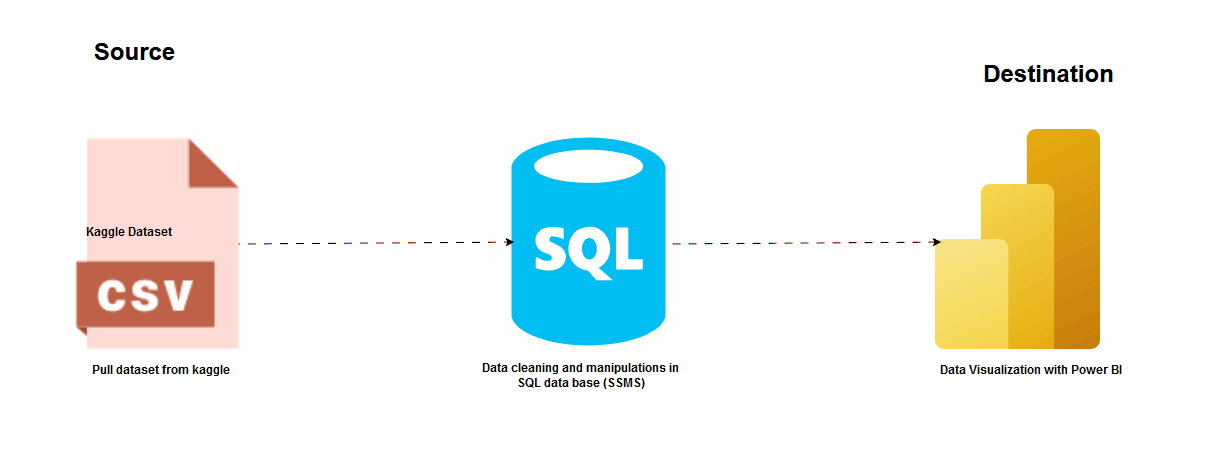 Source
Destination
Kaggle Dataset
CSV
SQL
Pull dataset from kaggle
Data cleaning and manipulations in
SQL data base (SSMS)
Data Visualization with Power BI